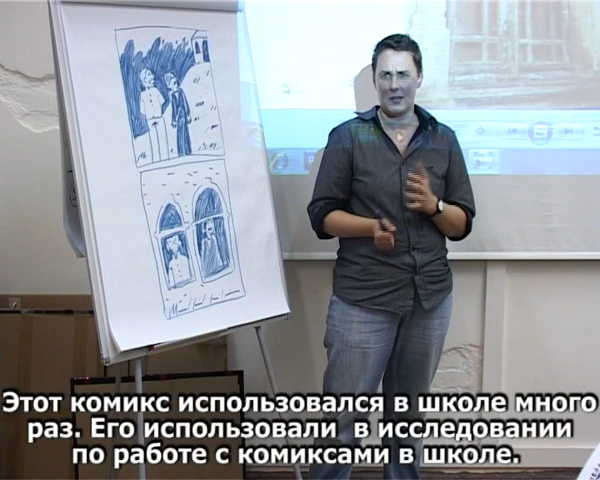 Этот комикс использовался в школе много
раз. Его использовали в исследовании
по работе с комиксами в школе.